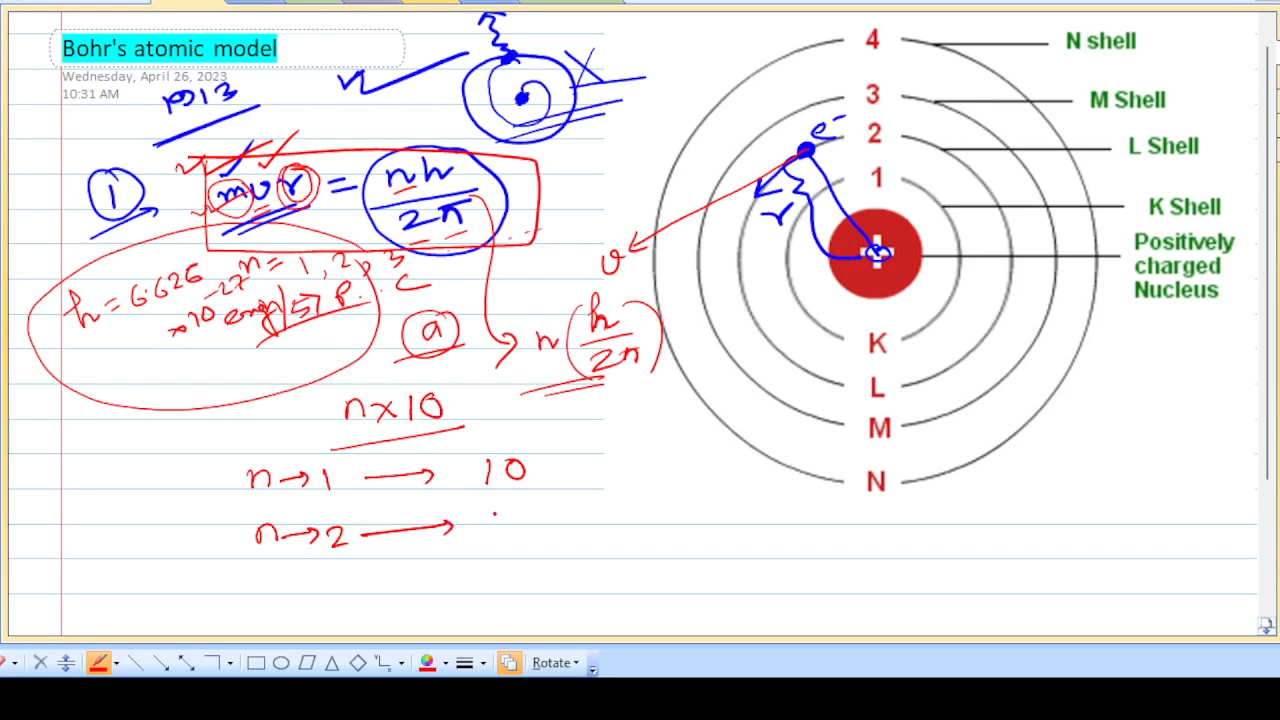 Bohr's atomic model
Wednesday, April 26, 2023
10:31 AM
1913
① mvr = nh / 2π
n = 1, 2, 3
h = 6.626
×10⁻²⁷ erg/
a
n (h / 2π)
n×10
n→1 → 10
n→2 →
4 N shell
3 M Shell
2 L Shell
1 K Shell
e⁻
r
v
+
Positively
charged
Nucleus
K
L
M
N
Rotate